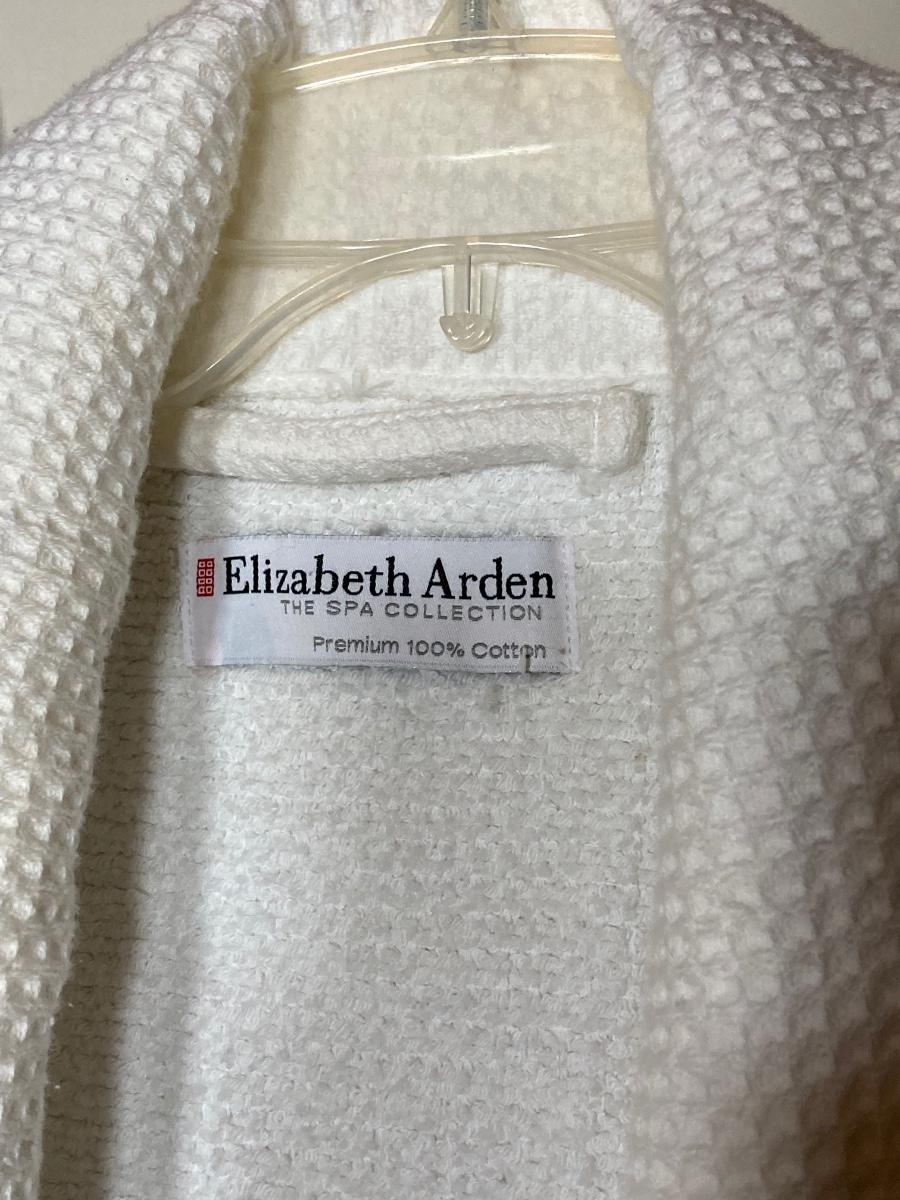 Elizabeth Arden
THE SPA COLLECTION
Premium 100% Cotton